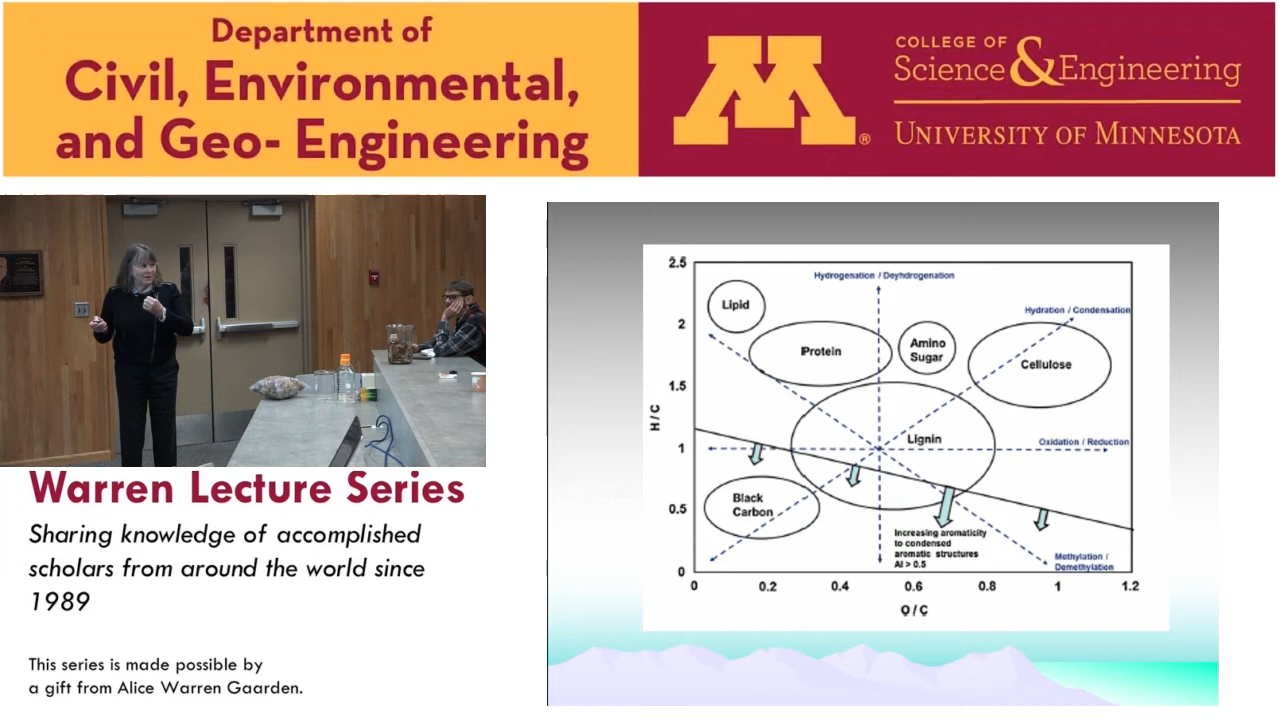 Department of
Civil, Environmental,
and Geo- Engineering
M®
COLLEGE OF
Science & Engineering
UNIVERSITY OF MINNESOTA
Warren Lecture Series
Sharing knowledge of accomplished
scholars from around the world since
1989
This series is made possible by
a gift from Alice Warren Gaarden.
2.5
2
1.5
1
0.5
0
H/C
Hydrogenation / Deyhdrogenation
Lipid
Hydration / Condensation
Protein
Amino
Sugar
Cellulose
Lignin
Oxidation / Reduction
Black
Carbon
Increasing aromaticity
to condensed
aromatic structures
AI > 0.5
Methylation /
Demethylation
0
0.2
0.4
0.6
0.8
1
1.2
O/C